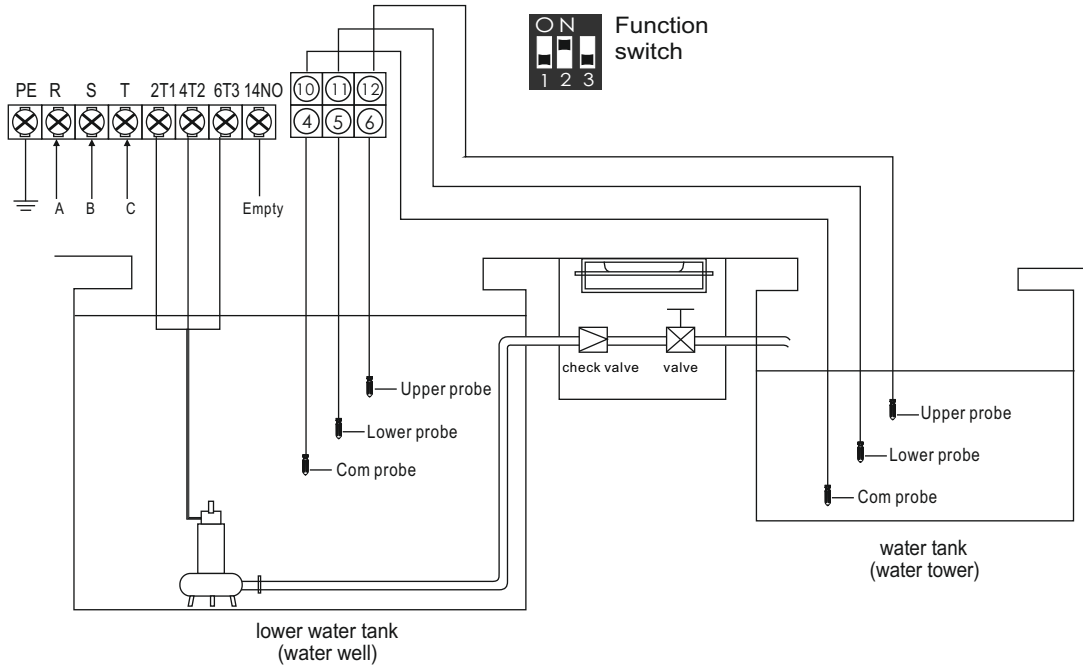 ON
1 2 3
Function
switch
PE R S T 2T1 4T2 6T3 14NO
10 11 12
4 5 6
A B C Empty
check valve valve
Upper probe
Lower probe
Com probe
Upper probe
Lower probe
Com probe
water tank
(water tower)
lower water tank
(water well)